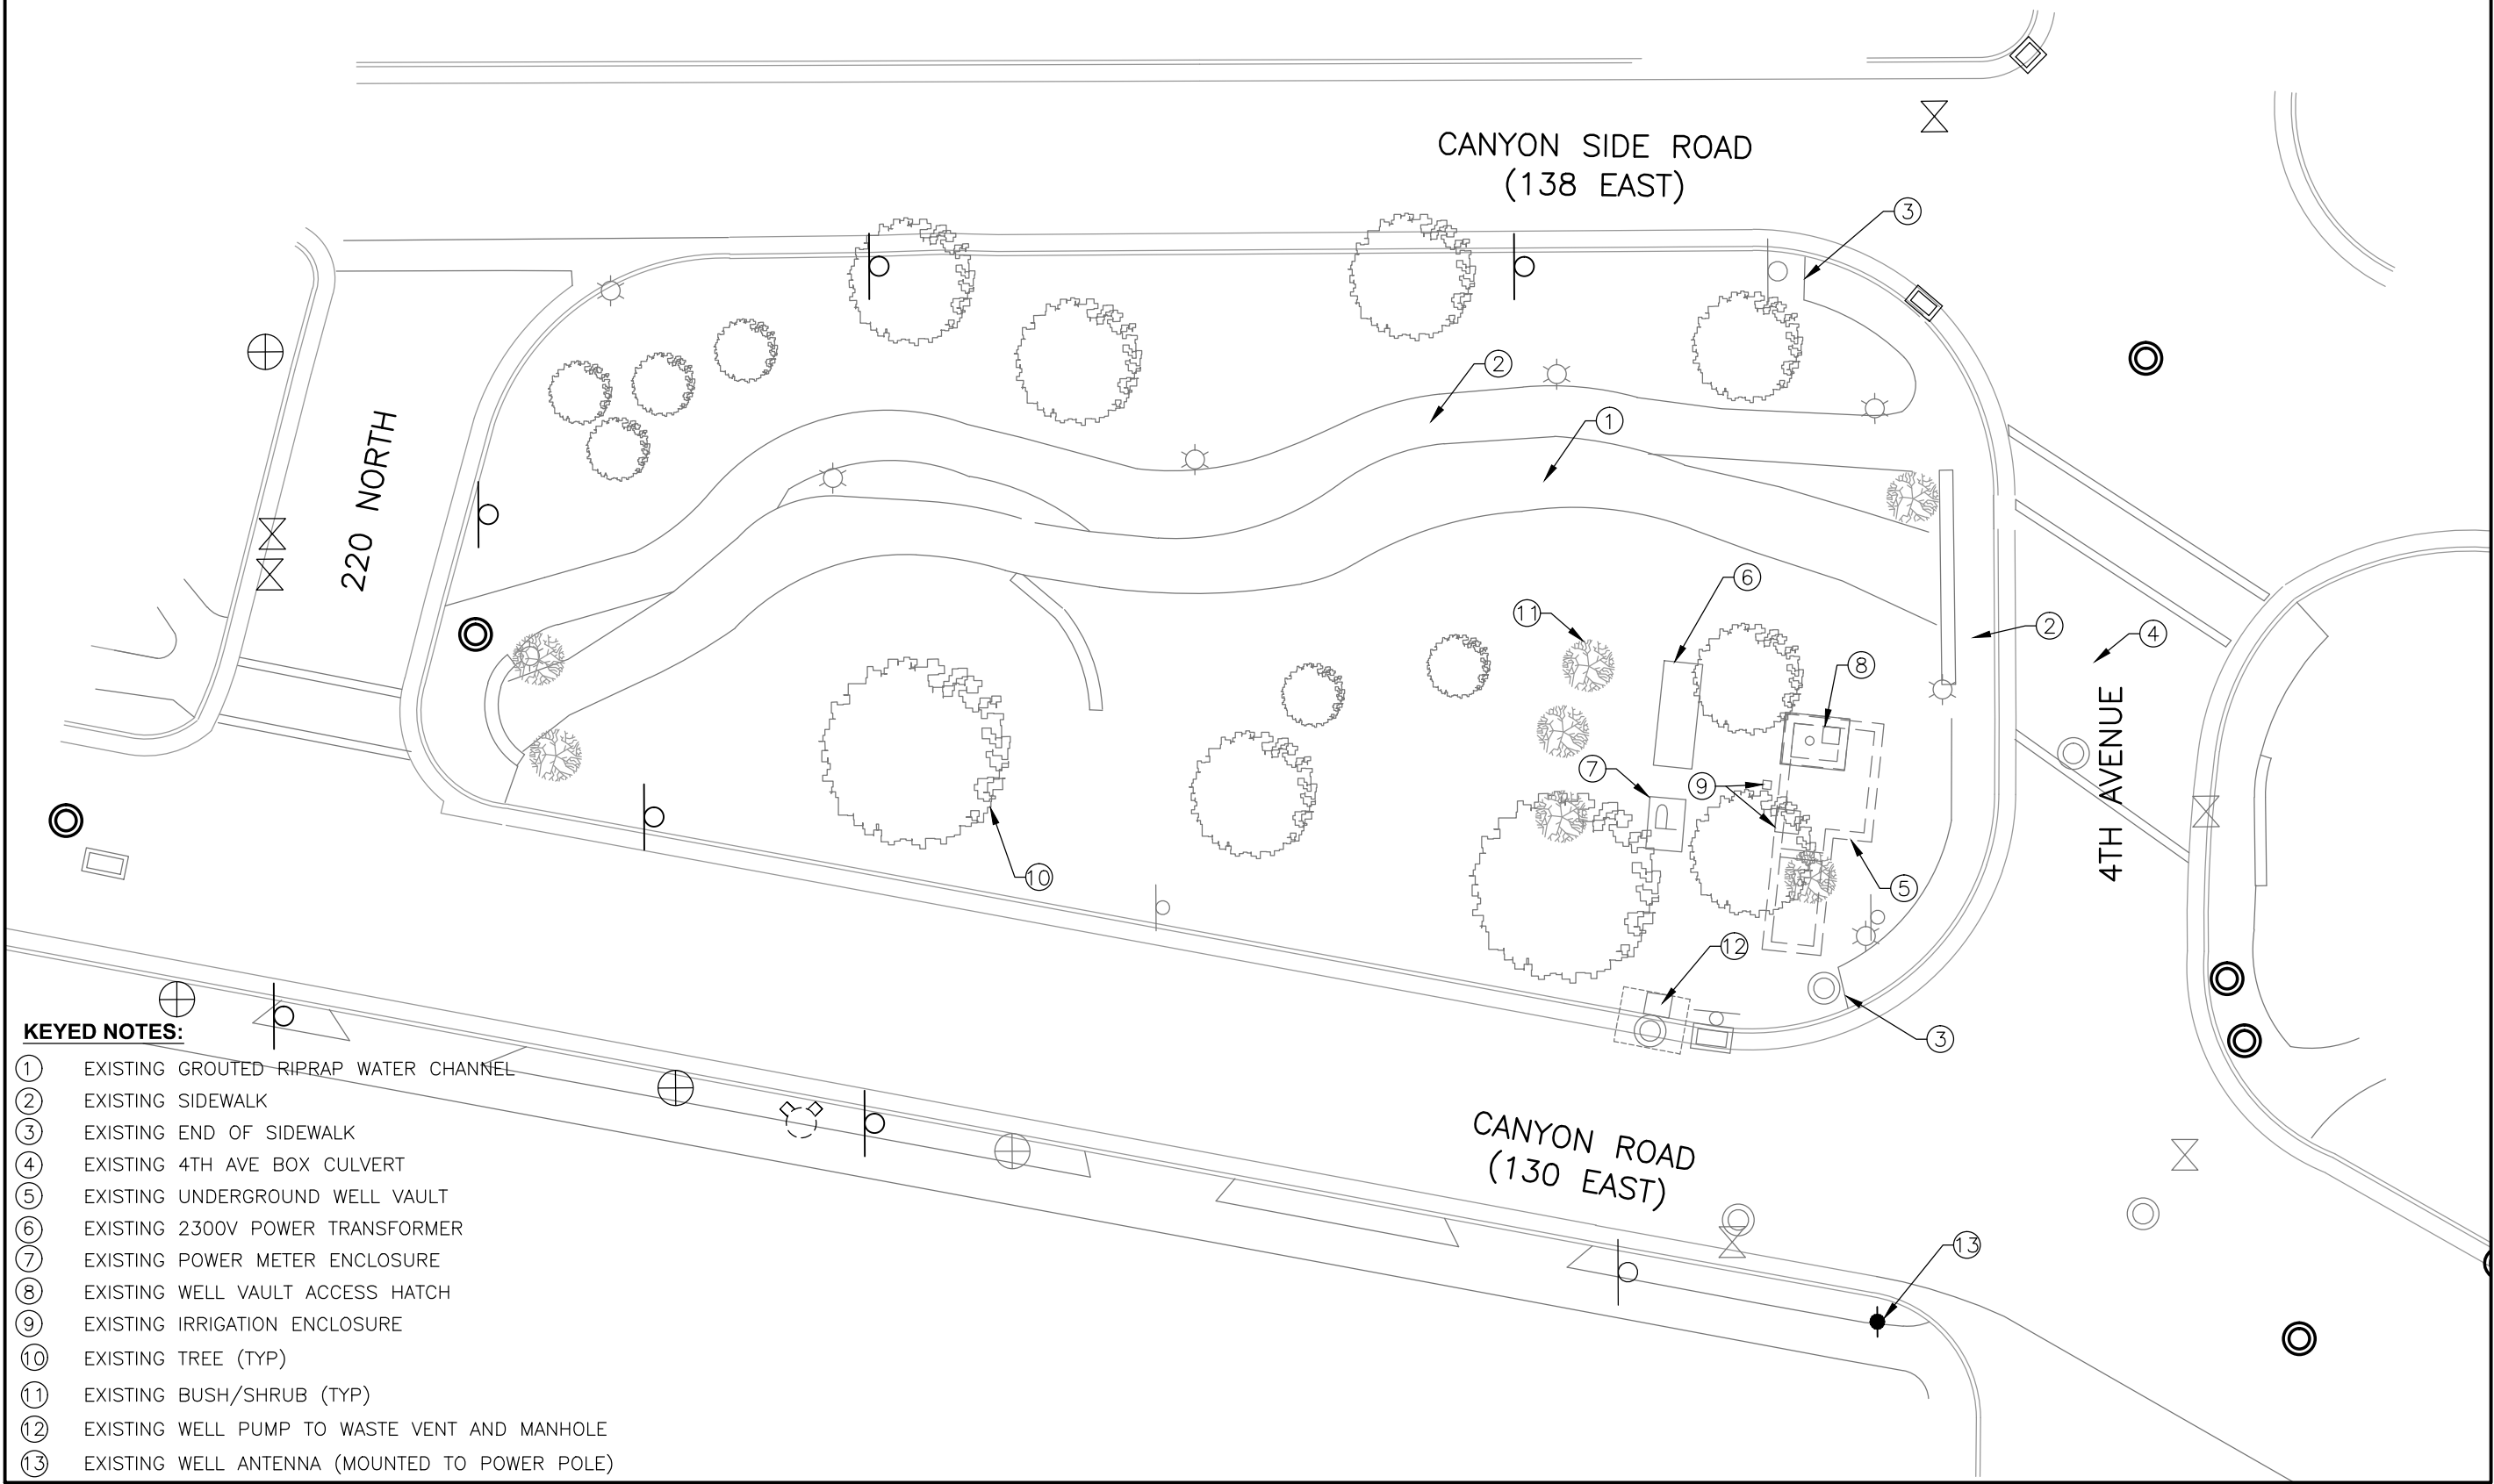 CANYON SIDE ROAD
(138 EAST)
3
2
1
220 NORTH
6
11
2
4
8
4TH AVENUE
7
9
10
5
12
3
CANYON ROAD
(130 EAST)
13
KEYED NOTES:
1 EXISTING GROUTED RIPRAP WATER CHANNEL
2 EXISTING SIDEWALK
3 EXISTING END OF SIDEWALK
4 EXISTING 4TH AVE BOX CULVERT
5 EXISTING UNDERGROUND WELL VAULT
6 EXISTING 2300V POWER TRANSFORMER
7 EXISTING POWER METER ENCLOSURE
8 EXISTING WELL VAULT ACCESS HATCH
9 EXISTING IRRIGATION ENCLOSURE
10 EXISTING TREE (TYP)
11 EXISTING BUSH/SHRUB (TYP)
12 EXISTING WELL PUMP TO WASTE VENT AND MANHOLE
13 EXISTING WELL ANTENNA (MOUNTED TO POWER POLE)